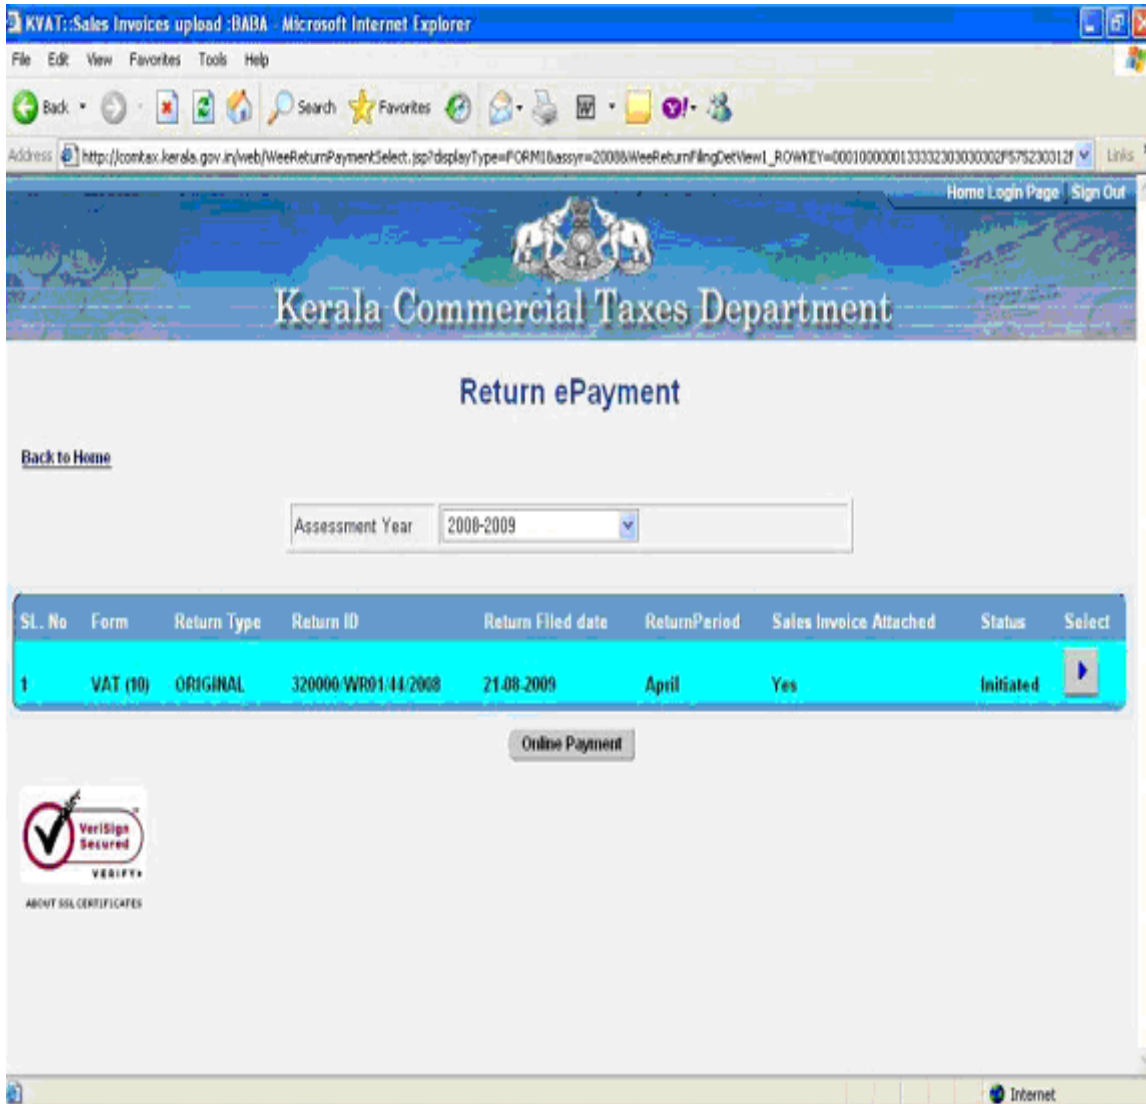 KVAT::Sales Invoices upload :BABA - Microsoft Internet Explorer
File Edit View Favorites Tools Help
Back Search Favorites
Address http://comtax.kerala.gov.in/web/WeeReturnPaymentSelect.jsp?displayType=FORM1&assyr=2008&WeeReturnFilingDetView1_ROWKEY= Links
Home Login Page | Sign Out
Kerala Commercial Taxes Department
Return ePayment
Back to Home
Assessment Year 2008-2009
SL. No Form Return Type Return ID Return Filed date ReturnPeriod Sales Invoice Attached Status Select
1 VAT (10) ORIGINAL 320000/WR01/44/2008 21-08-2009 April Yes Initiated
Online Payment
VeriSign
Secured
VERIFY
ABOUT SSL CERTIFICATES
Internet